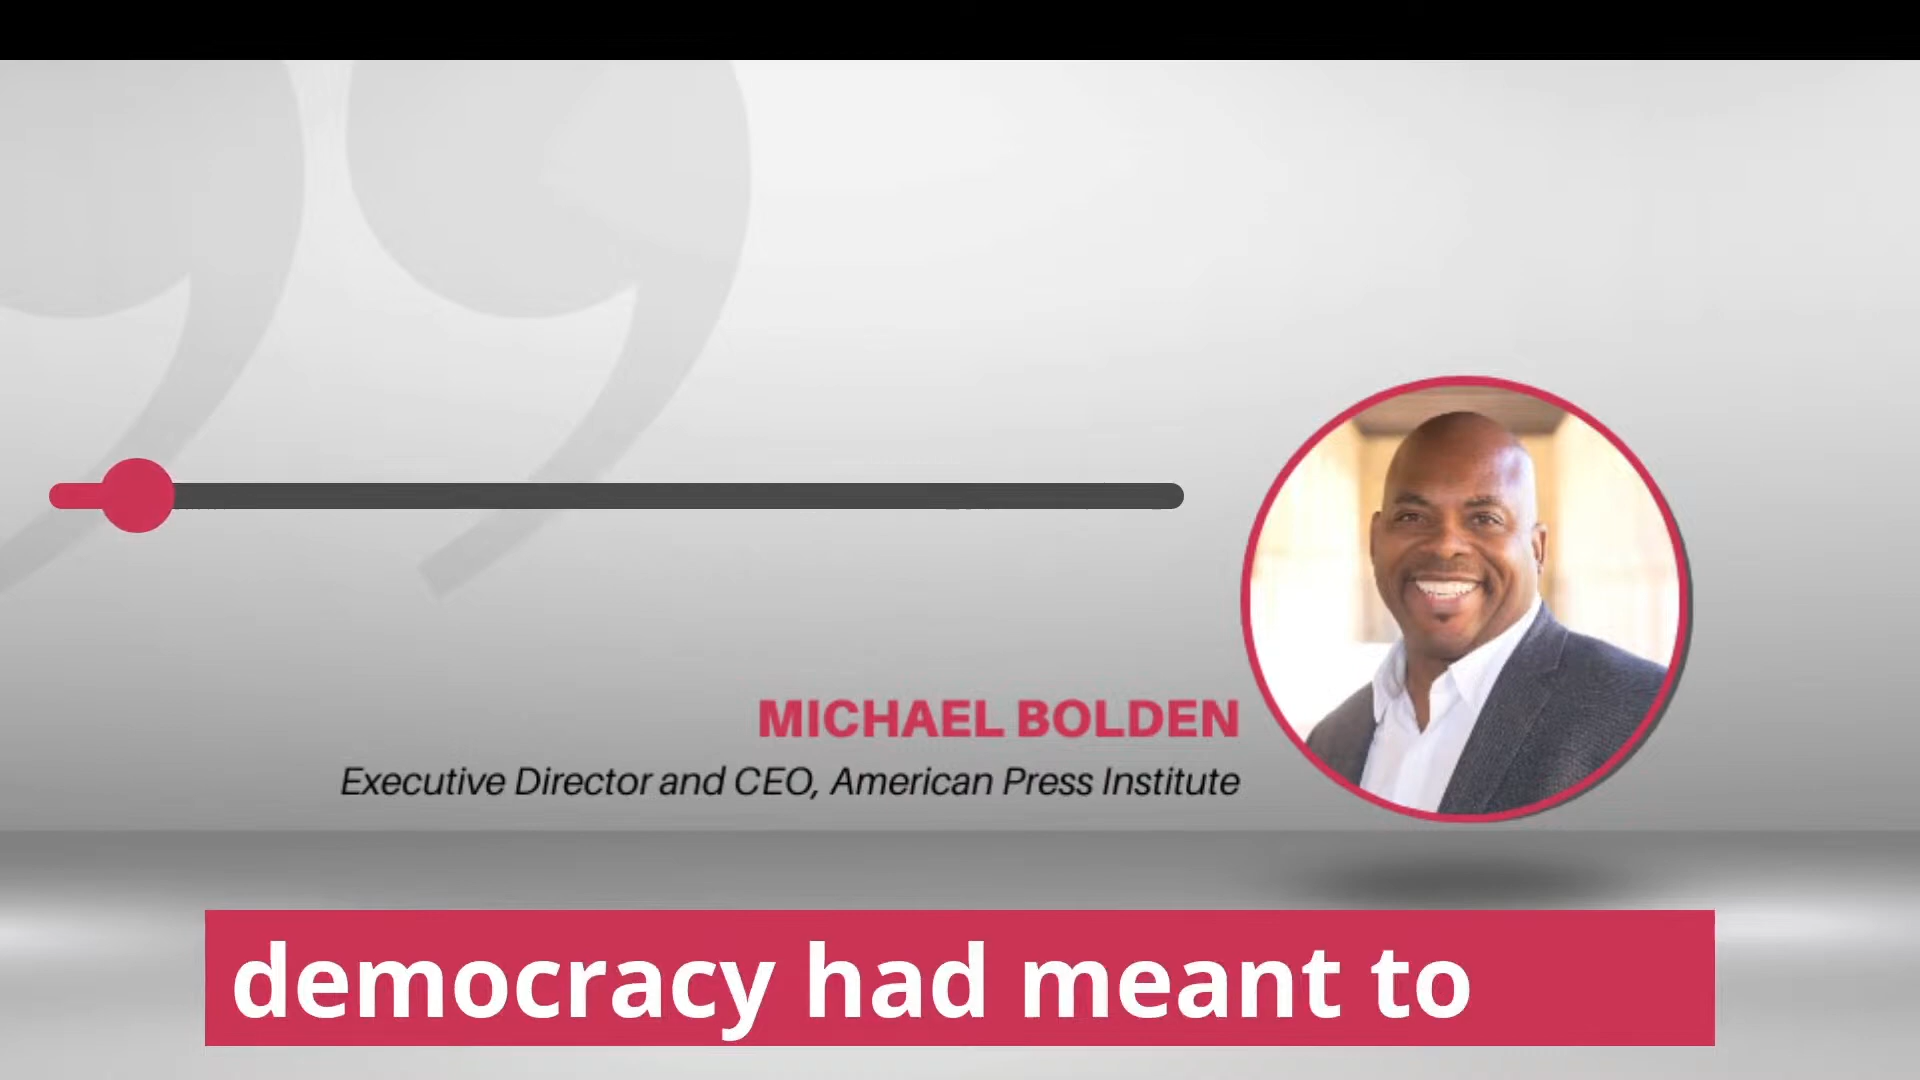 MICHAEL BOLDEN
Executive Director and CEO, American Press Institute
democracy had meant to